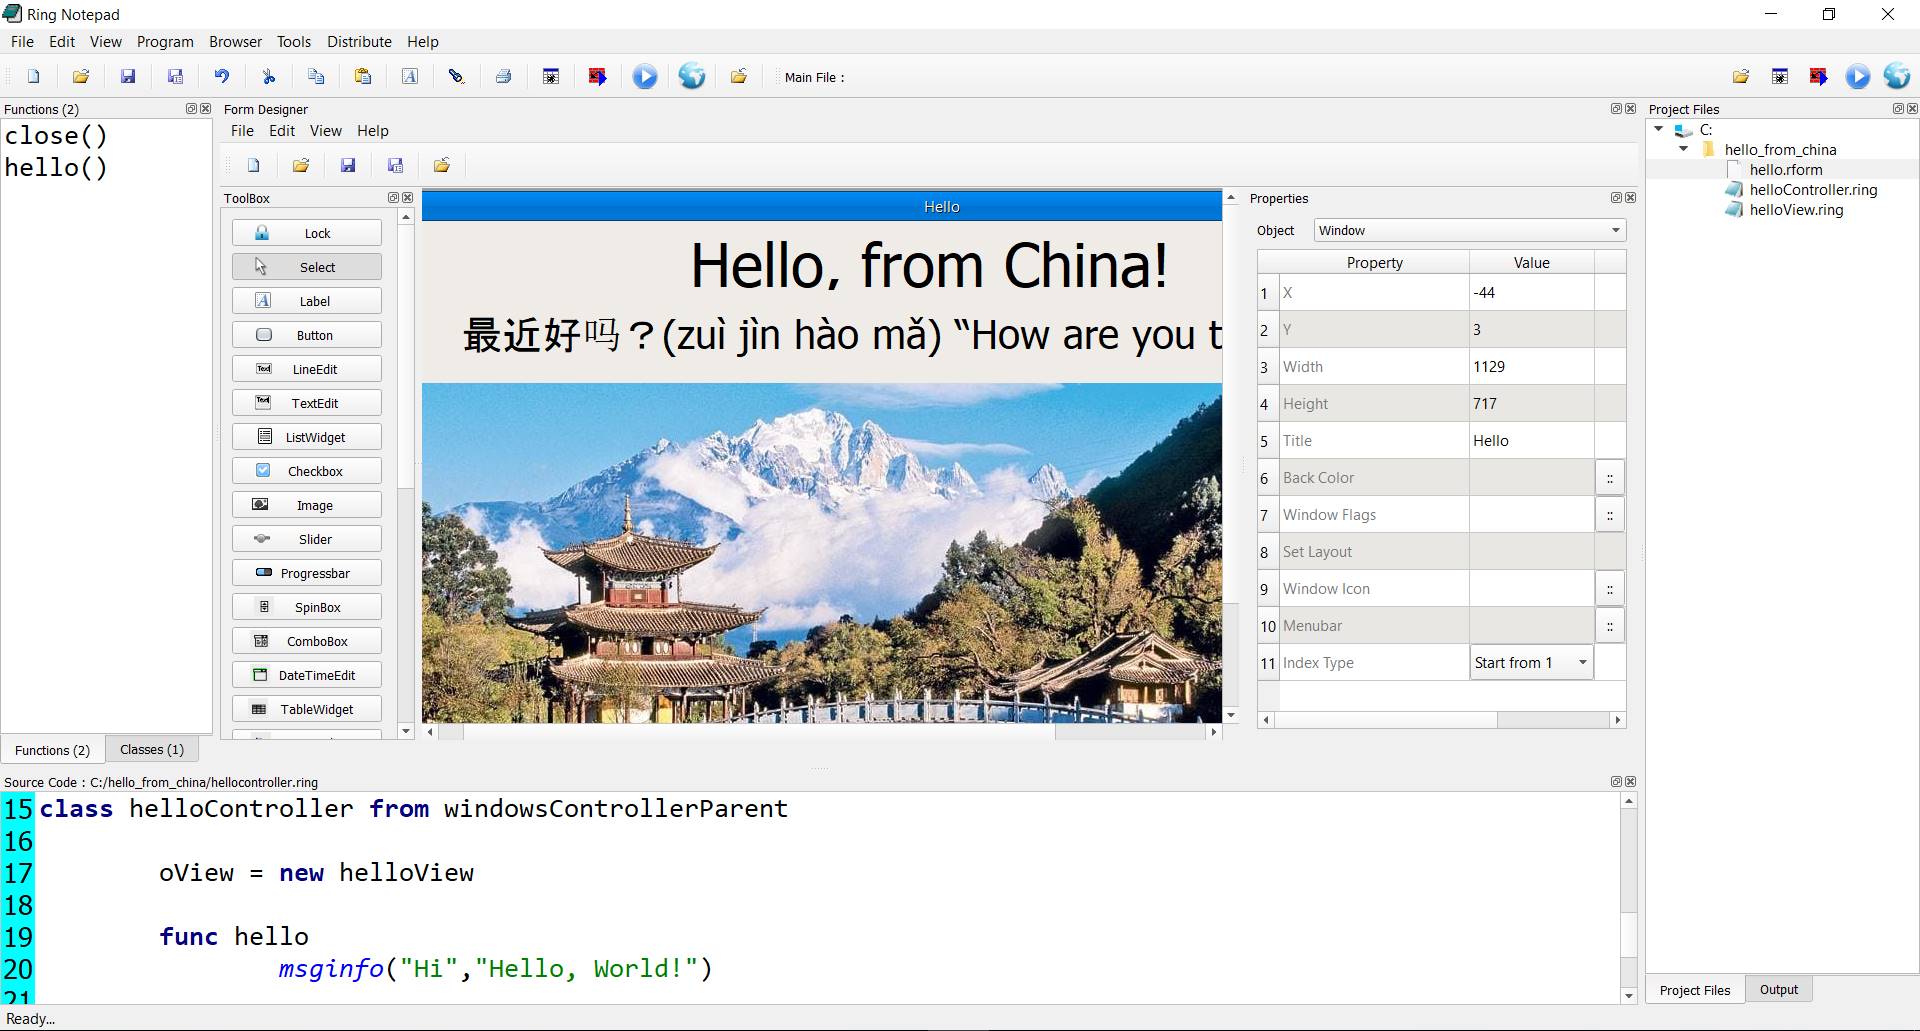 Ring Notepad
File Edit View Program Browser Tools Distribute Help
Main File :
Functions (2)
close()
hello()
Functions (2) Classes (1)
Form Designer
File Edit View Help
ToolBox
Lock
Select
Label
Button
LineEdit
TextEdit
ListWidget
Checkbox
Image
Slider
Progressbar
SpinBox
ComboBox
DateTimeEdit
TableWidget
Hello
Hello, from China!
最近好吗？(zuì jìn hào mǎ) “How are you t
Properties
Object Window
Property Value
1 X -44
2 Y 3
3 Width 1129
4 Height 717
5 Title Hello
6 Back Color ::
7 Window Flags ::
8 Set Layout
9 Window Icon ::
10 Menubar ::
11 Index Type Start from 1
Project Files
C:
hello_from_china
hello.rform
helloController.ring
helloView.ring
Project Files Output
Source Code : C:/hello_from_china/hellocontroller.ring
15 class helloController from windowsControllerParent
16
17 oView = new helloView
18
19 func hello
20 msginfo("Hi","Hello, World!")
21
Ready...